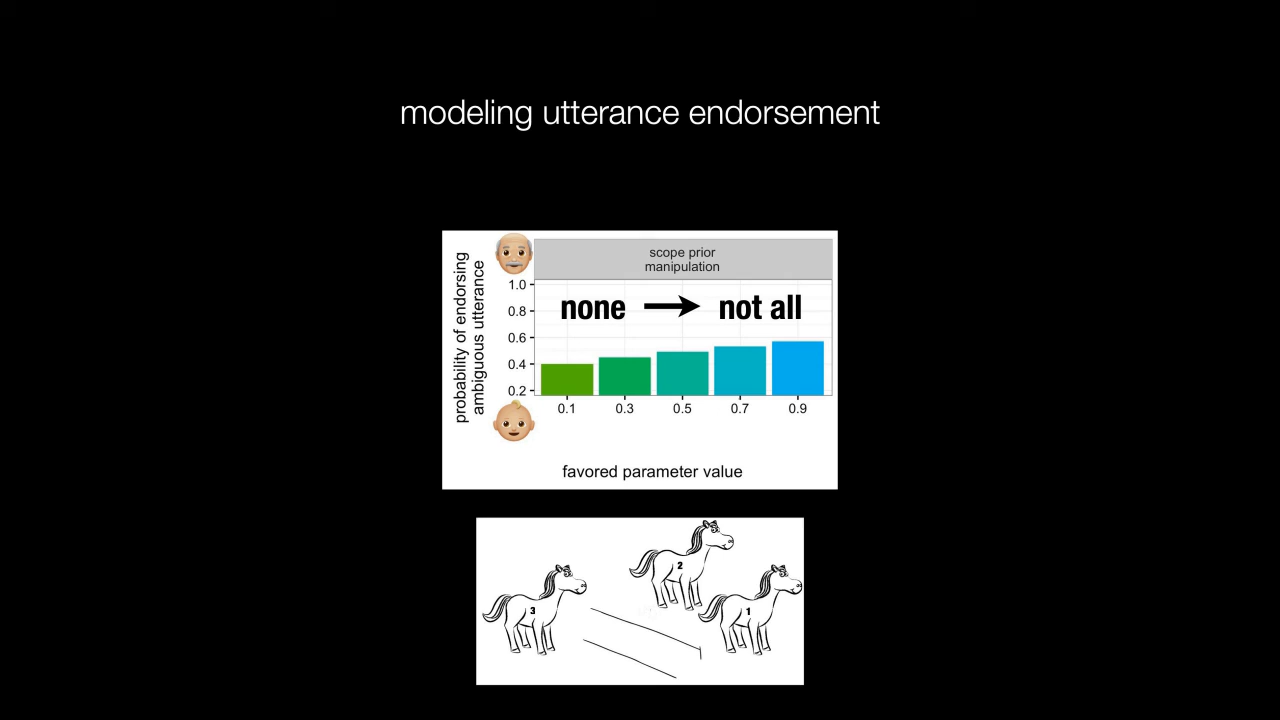 modeling utterance endorsement
probability of endorsing
ambiguous utterance
scope prior
manipulation
none → not all
1.0
0.8
0.6
0.4
0.2
0.1 0.3 0.5 0.7 0.9
favored parameter value
2
3
1